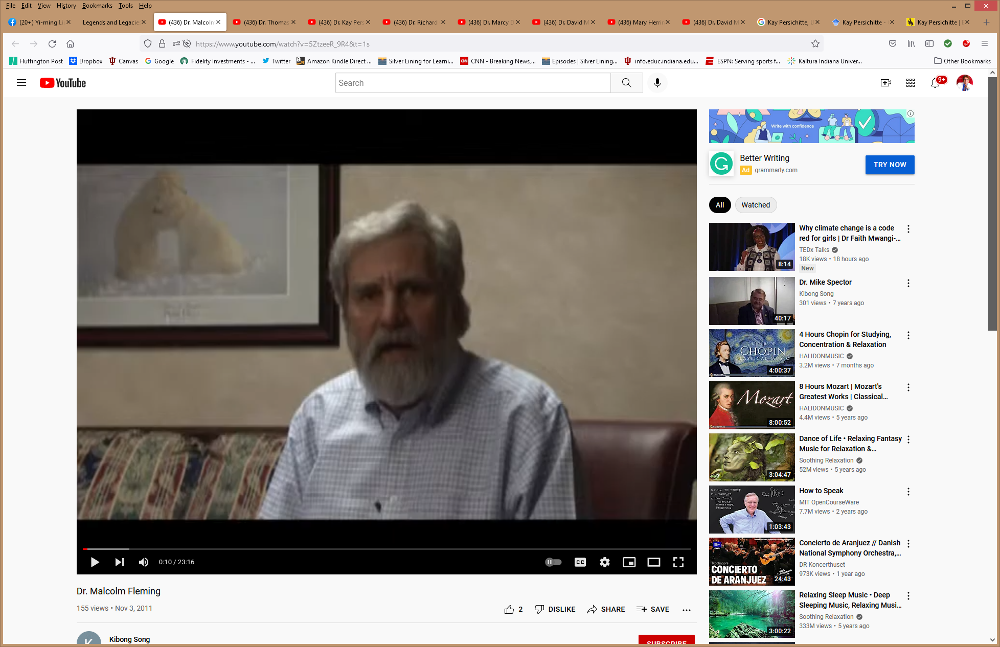 File Edit View History Bookmarks Tools Help
(20+) Yi-ming Li
Legends and Legacie
(436) Dr. Malcolm
(436) Dr. Thomas
(436) Dr. Kay Pers
(436) Dr. Richard
(436) Dr. Marcy D
(436) Dr. David M
(436) Mary Herrin
(436) Dr. David M
Kay Persichitte, U
Kay Persichitte -
Kay Persichitte |
https://www.youtube.com/watch?v=5ZtzeeR_9R4&t=1s
Huffington Post Dropbox Canvas Google Fidelity Investments - ... Twitter Amazon Kindle Direct ... Silver Lining for Learni... CNN - Breaking News,... Episodes | Silver Lining... info.educ.indiana.edu... ESPN: Serving sports f... Kaltura Indiana Univer... Other Bookmarks
YouTube
Search
9+
0:10 / 23:16
CC
Dr. Malcolm Fleming
155 views • Nov 3, 2011
2 DISLIKE SHARE SAVE ...
K
Kibong Song
SUBSCRIBE
Write with confidence
Better Writing
Ad grammarly.com
TRY NOW
All Watched
8:14
Why climate change is a code
red for girls | Dr Faith Mwangi-...
TEDx Talks
18K views • 18 hours ago
New
40:17
Dr. Mike Spector
Kibong Song
301 views • 7 years ago
4 HOURS OF
CHOPIN
CLASSICAL MUSIC
4:00:37
4 Hours Chopin for Studying,
Concentration & Relaxation
HALIDONMUSIC
3.2M views • 7 months ago
Mozart
8:00:52
8 Hours Mozart | Mozart's
Greatest Works | Classical...
HALIDONMUSIC
4.4M views • 5 years ago
3:04:47
Dance of Life • Relaxing Fantasy
Music for Relaxation &...
Soothing Relaxation
52M views • 5 years ago
HOW TO START
4 SAMPLES
THE TOOLS
TIME & PLACE
1:03:43
How to Speak
MIT OpenCourseWare
7.7M views • 2 years ago
Rodrigo's
CONCIERTO
DE ARANJUEZ
24:43
Concierto de Aranjuez // Danish
National Symphony Orchestra,...
DR Koncerthuset
973K views • 1 year ago
3:00:22
Relaxing Sleep Music • Deep
Sleeping Music, Relaxing Musi...
Soothing Relaxation
333M views • 5 years ago